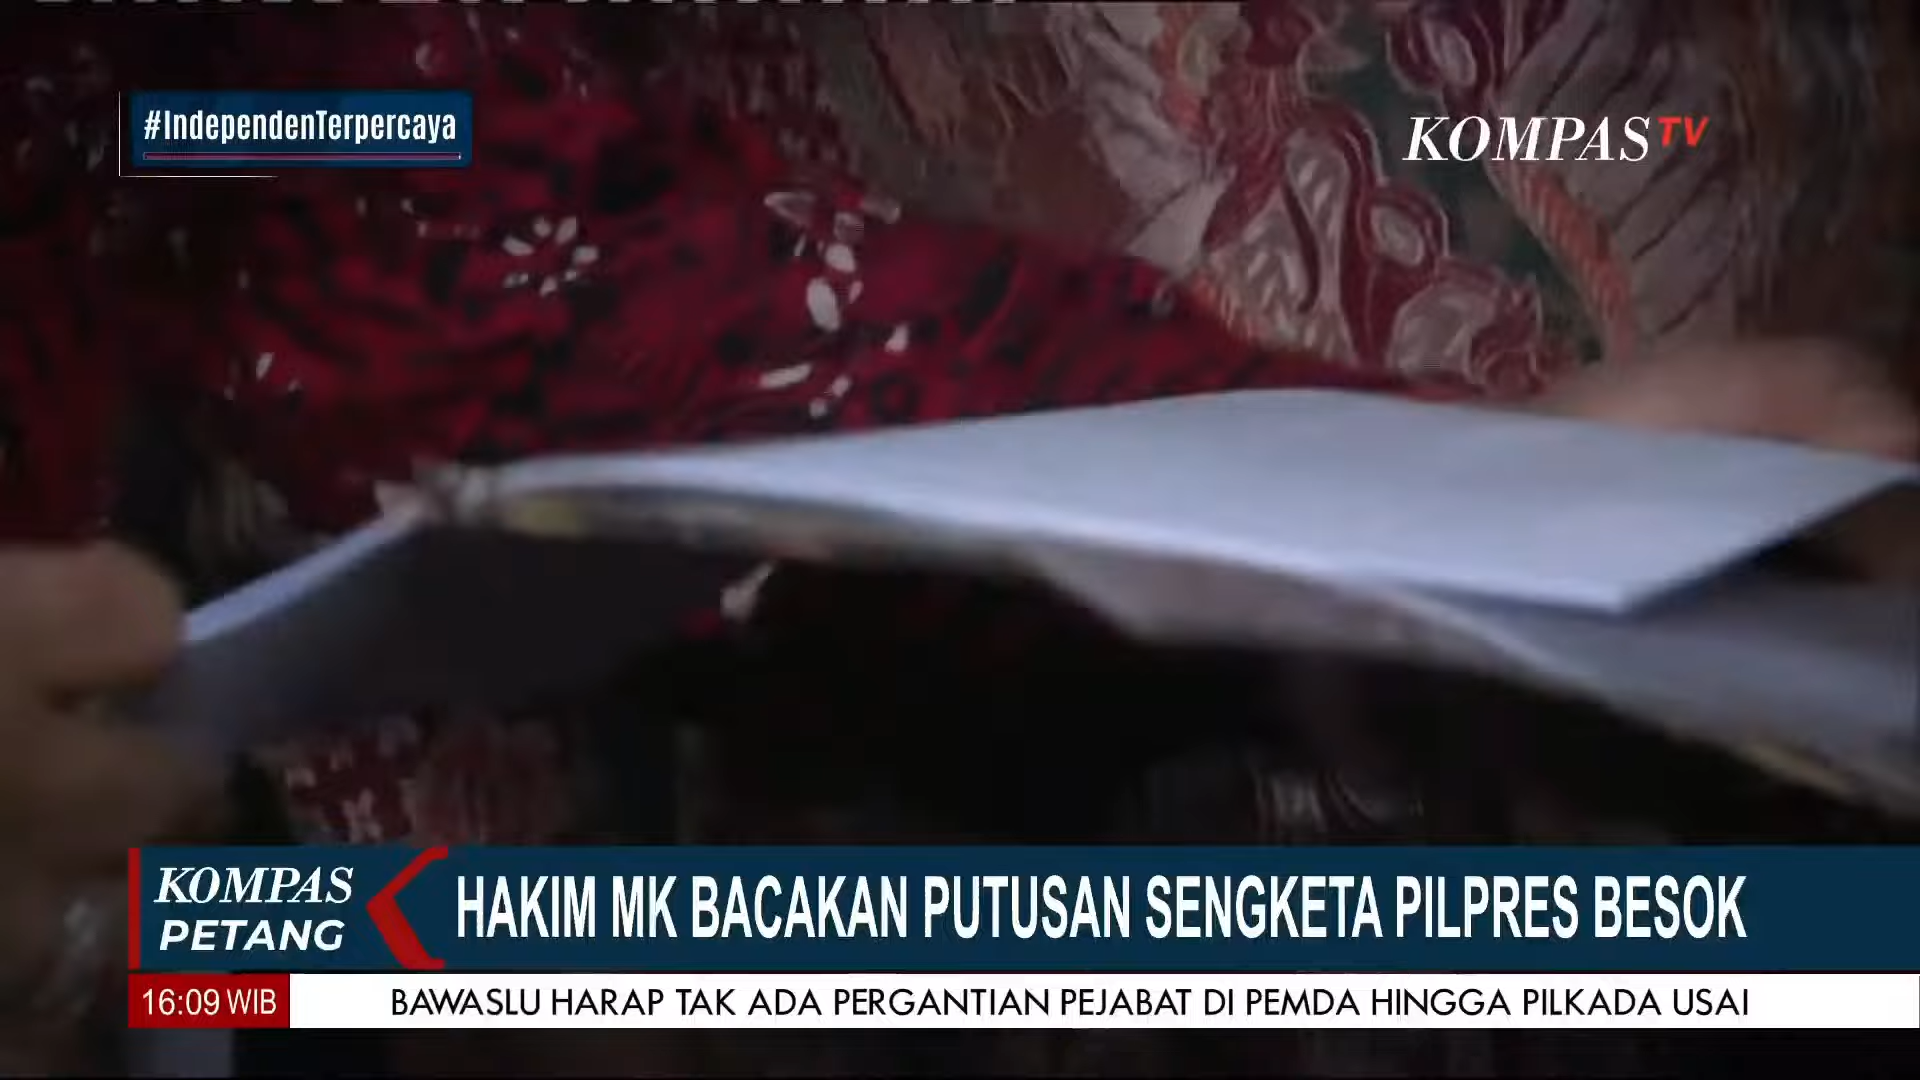 #IndependenTerpercaya
KOMPAS TV
KOMPAS
PETANG
HAKIM MK BACAKAN PUTUSAN SENGKETA PILPRES BESOK
16:09 WIB
BAWASLU HARAP TAK ADA PERGANTIAN PEJABAT DI PEMDA HINGGA PILKADA USAI